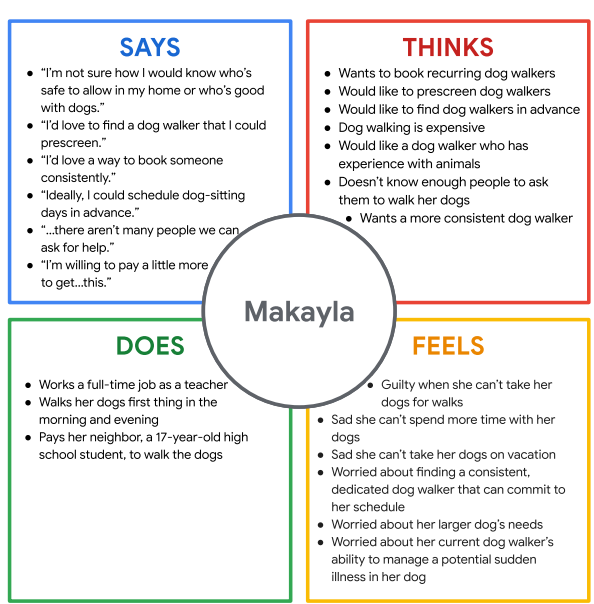 SAYS
● “I’m not sure how I would know who’s
safe to allow in my home or who’s good
with dogs.”
● “I’d love to find a dog walker that I could
prescreen.”
● “I’d love a way to book someone
consistently.”
● “Ideally, I could schedule dog-sitting
days in advance.”
● “...there aren’t many people we can
ask for help.”
● “I’m willing to pay a little more
to get...this.”
THINKS
● Wants to book recurring dog walkers
● Would like to prescreen dog walkers
● Would like to find dog walkers in advance
● Dog walking is expensive
● Would like a dog walker who has
experience with animals
● Doesn’t know enough people to ask
them to walk her dogs
● Wants a more consistent dog walker
Makayla
DOES
● Works a full-time job as a teacher
● Walks her dogs first thing in the
morning and evening
● Pays her neighbor, a 17-year-old high
school student, to walk the dogs
FEELS
● Guilty when she can’t take her
dogs for walks
● Sad she can’t spend more time with her
dogs
● Sad she can’t take her dogs on vacation
● Worried about finding a consistent,
dedicated dog walker that can commit to
her schedule
● Worried about her larger dog’s needs
● Worried about her current dog walker’s
ability to manage a potential sudden
illness in her dog